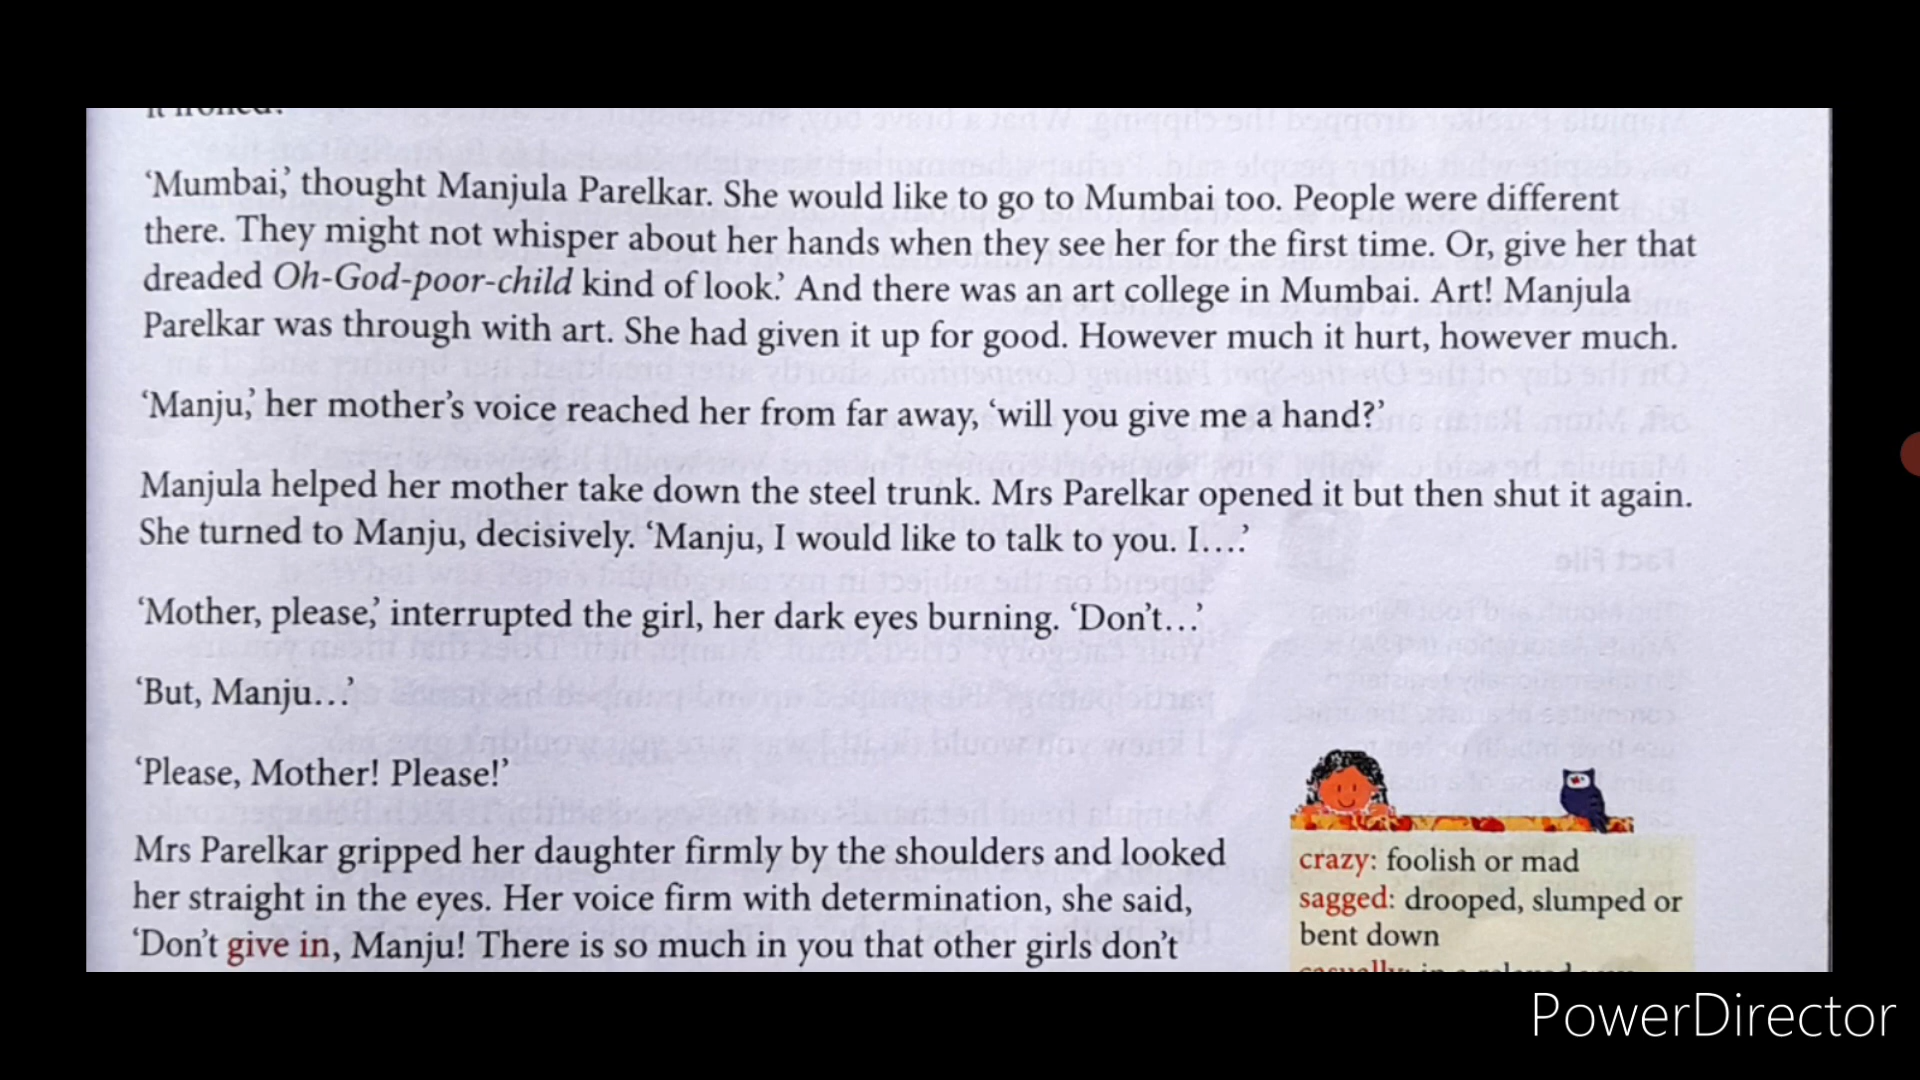 it ironed?
‘Mumbai,’ thought Manjula Parelkar. She would like to go to Mumbai too. People were different
there. They might not whisper about her hands when they see her for the first time. Or, give her that
dreaded Oh-God-poor-child kind of look.’ And there was an art college in Mumbai. Art! Manjula
Parelkar was through with art. She had given it up for good. However much it hurt, however much.
‘Manju,’ her mother’s voice reached her from far away, ‘will you give me a hand?’
Manjula helped her mother take down the steel trunk. Mrs Parelkar opened it but then shut it again.
She turned to Manju, decisively. ‘Manju, I would like to talk to you. I….’
‘Mother, please,’ interrupted the girl, her dark eyes burning. ‘Don’t…’
‘But, Manju…’
‘Please, Mother! Please!’
Mrs Parelkar gripped her daughter firmly by the shoulders and looked
her straight in the eyes. Her voice firm with determination, she said,
‘Don’t give in, Manju! There is so much in you that other girls don’t
crazy: foolish or mad
sagged: drooped, slumped or
bent down
casually: in a relaxed way
PowerDirector